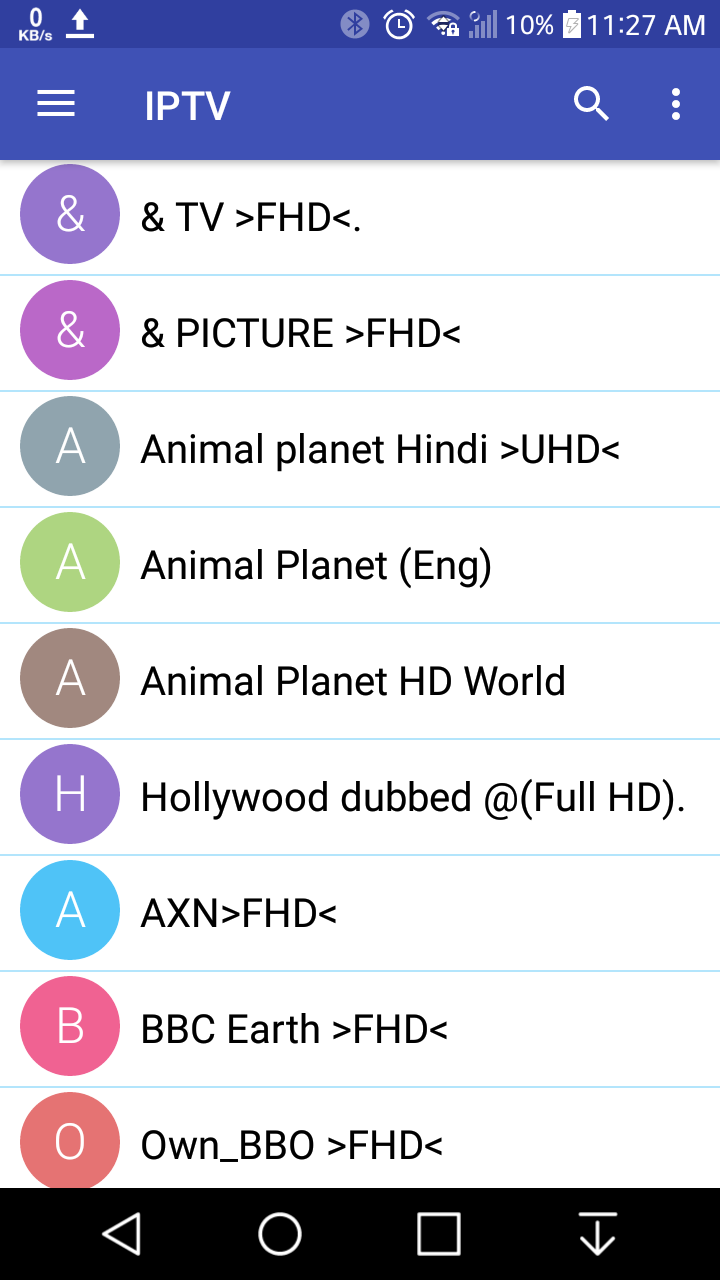 0
KB/s
10%
11:27 AM
IPTV
& & TV >FHD<.
& & PICTURE >FHD<
A Animal planet Hindi >UHD<
A Animal Planet (Eng)
A Animal Planet HD World
H Hollywood dubbed @(Full HD).
A AXN>FHD<
B BBC Earth >FHD<
O Own_BBO >FHD<